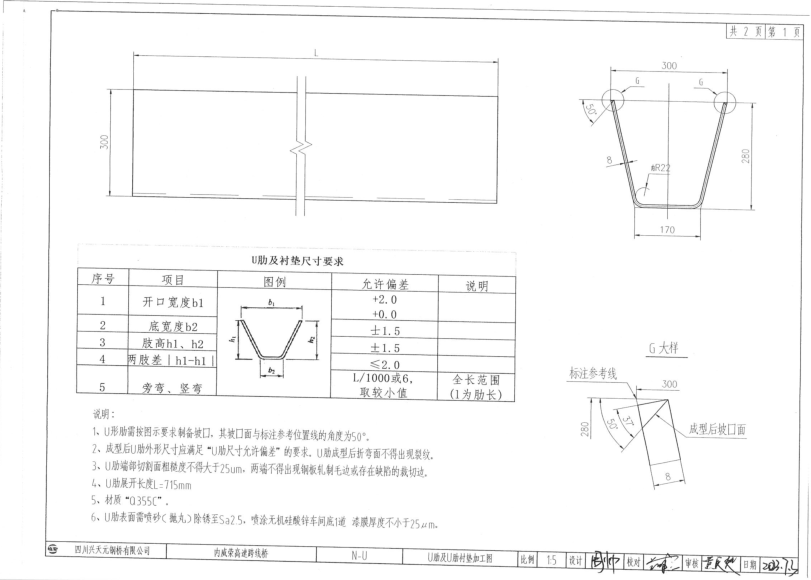 共 2 页 第 1 页
L
300
300
G
G
50°
8
R22
280
170
U肋及衬垫尺寸要求
序号 项目 图例 允许偏差 说明
1 开口宽度b1 +2.0
+0.0
2 底宽度b2 ±1.5
3 肢高h1、h2 ±1.5
4 两肢差|h1-h1| ≤2.0
5 旁弯、竖弯 L/1000或6,
取较小值 全长范围
(1为肋长)
b₁
h₁
h₂
b₂
G大样
标注参考线
300
280
50°
37°
成型后坡口面
8
说明:
1、U形肋需按图示要求制备坡口, 其坡口面与标注参考位置线的角度为50°。
2、成型后U肋外形尺寸应满足“U肋尺寸允许偏差”的要求, U肋成型后折弯面不得出现裂纹。
3、U肋端部切割面粗糙度不得大于25um, 两端不得出现钢板轧制毛边或存在缺陷的裁切边。
4、U肋展开长度L=715mm
5、材质“Q355C”。
6、U肋表面需喷砂(抛丸)除锈至Sa2.5, 喷涂无机硅酸锌车间底1道 漆膜厚度不小于25μm。
四川兴天元钢桥有限公司 内威荣高速跨线桥 N-U U肋及U肋衬垫加工图 比例 1:5 设计 校对 审核 日期